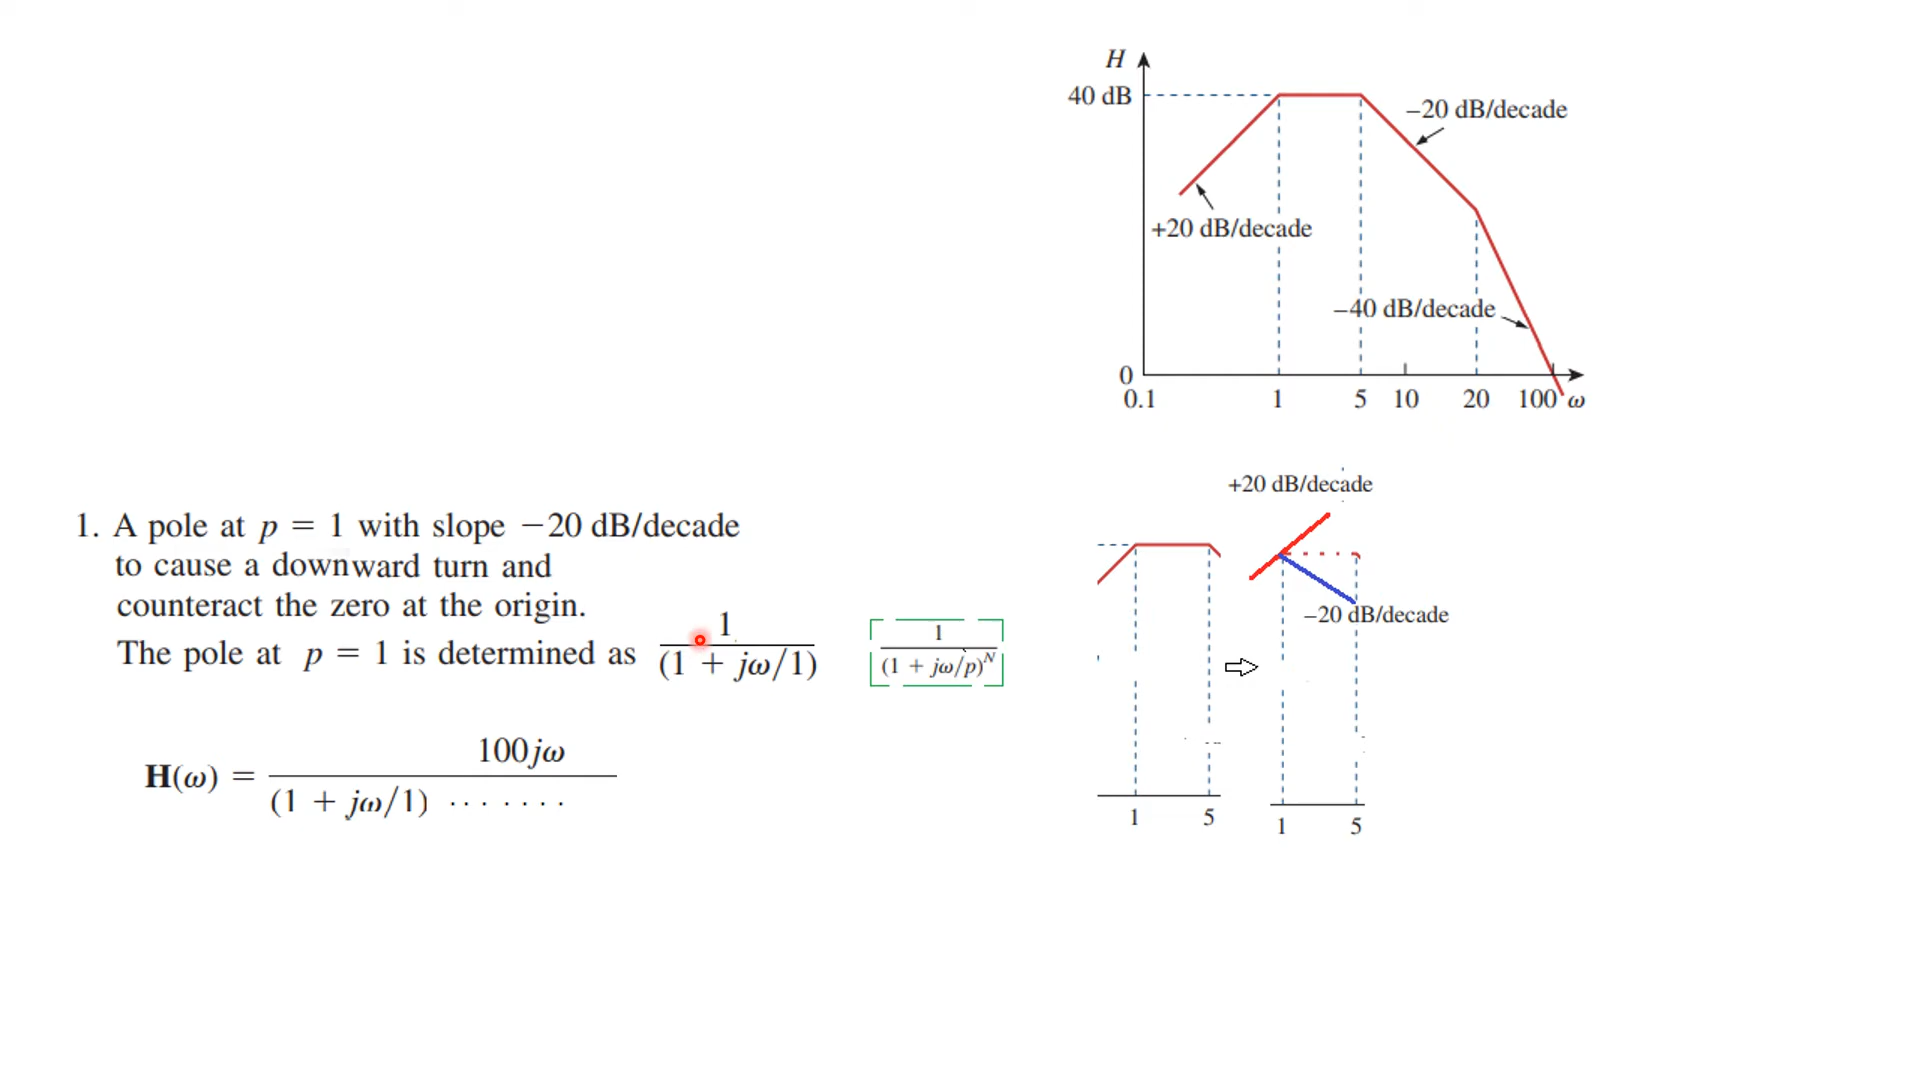 H
40 dB
−20 dB/decade
+20 dB/decade
−40 dB/decade
0
0.1 1 5 10 20 100 ω
+20 dB/decade
1. A pole at p = 1 with slope −20 dB/decade
to cause a downward turn and
counteract the zero at the origin.
The pole at p = 1 is determined as 1 / (1 + jω/1)
1 / (1 + jω/p)^N
−20 dB/decade
H(ω) = 100jω / (1 + jω/1) . . . . . . .
1 5
1 5